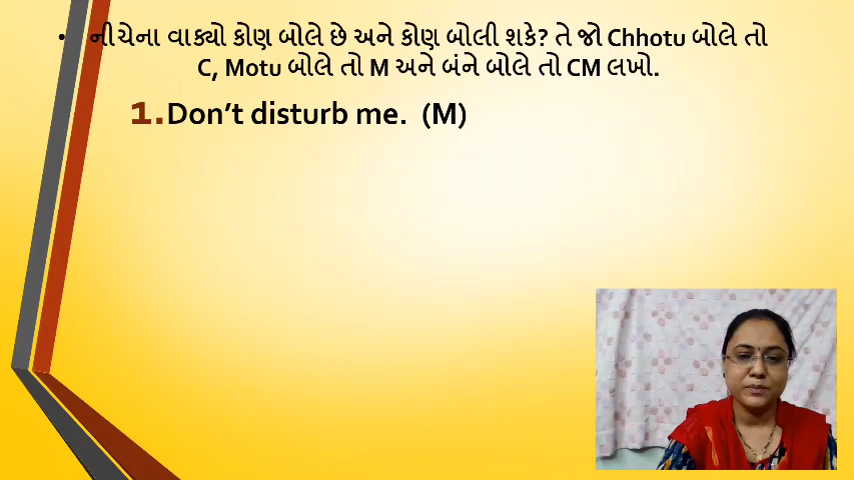 • નીચેના વાક્યો કોણ બોલે છે અને કોણ બોલી શકે? તે જો Chhotu બોલે તો
C, Motu બોલે તો M અને બંને બોલે તો CM લખો.
1.Don’t disturb me. (M)